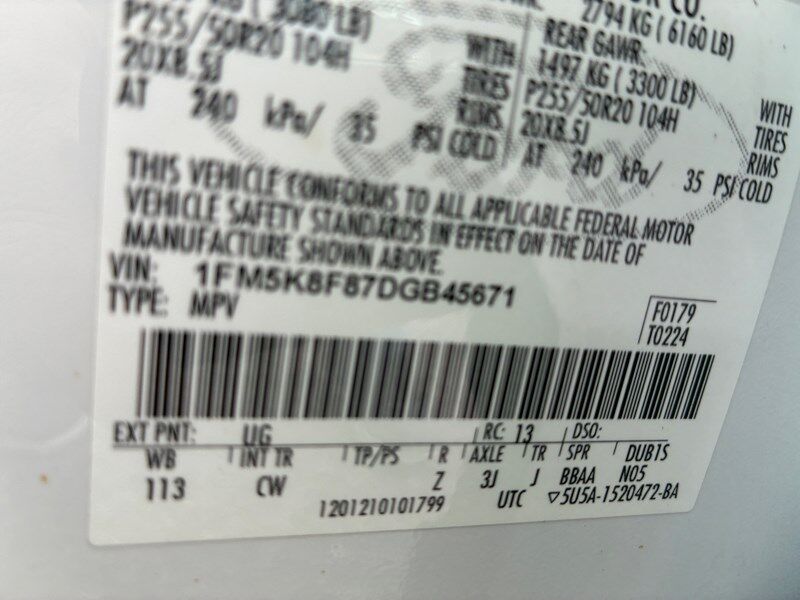 KG ( 3080 LB)
P255/50R20 104H
20X8.5J
WITH
TIRES
RIMS
AT 240 kPa/ 35 PSI COLD
CO.
2794 KG ( 6160 LB)
REAR GAWR:
1497 KG ( 3300 LB)
P255/50R20 104H
20X8.5J
WITH
TIRES
RIMS
AT 240 kPa/ 35 PSI COLD
THIS VEHICLE CONFORMS TO ALL APPLICABLE FEDERAL MOTOR
VEHICLE SAFETY STANDARDS IN EFFECT ON THE DATE OF
MANUFACTURE SHOWN ABOVE.
VIN: 1FM5K8F87DGB45671
TYPE: MPV
F0179
T0224
EXT PNT: UG RC: 13 DSO:
WB INT TR TP/PS R AXLE TR SPR DUB1S
113 CW Z 3J J BBAA N05
1201210101799 UTC ▽5U5A-1520472-BA